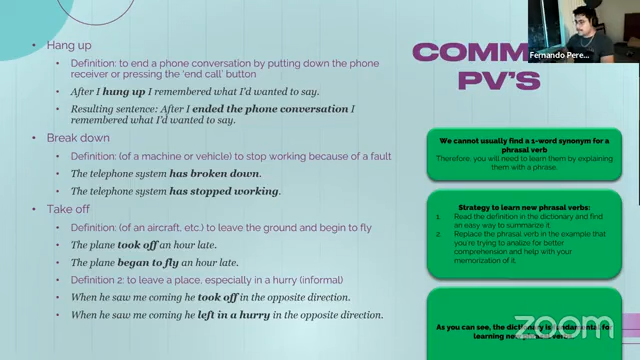 • Hang up
• Definition: to end a phone conversation by putting down the phone
receiver or pressing the ‘end call’ button
• After I hung up I remembered what I’d wanted to say.
• Resulting sentence: After I ended the phone conversation I
remembered what I’d wanted to say.
• Break down
• Definition: (of a machine or vehicle) to stop working because of a fault
• The telephone system has broken down.
• The telephone system has stopped working.
• Take off
• Definition: (of an aircraft, etc.) to leave the ground and begin to fly
• The plane took off an hour late.
• The plane began to fly an hour late.
• Definition 2: to leave a place, especially in a hurry (informal)
• When he saw me coming he took off in the opposite direction.
• When he saw me coming he left in a hurry in the opposite direction.
Fernando Pere...
PV’S
We cannot usually find a 1-word synonym for a
phrasal verb
Therefore, you will need to learn them by explaining
them with a phrase.
Strategy to learn new phrasal verbs:
1. Read the definition in the dictionary and find
an easy way to summarize it
2. Replace the phrasal verb in the example that
you’re trying to analize for better
comprehension and help with your
memorization of it.
As you can see, the dictionary is fundamental for
learning new phrasal verbs
zoom